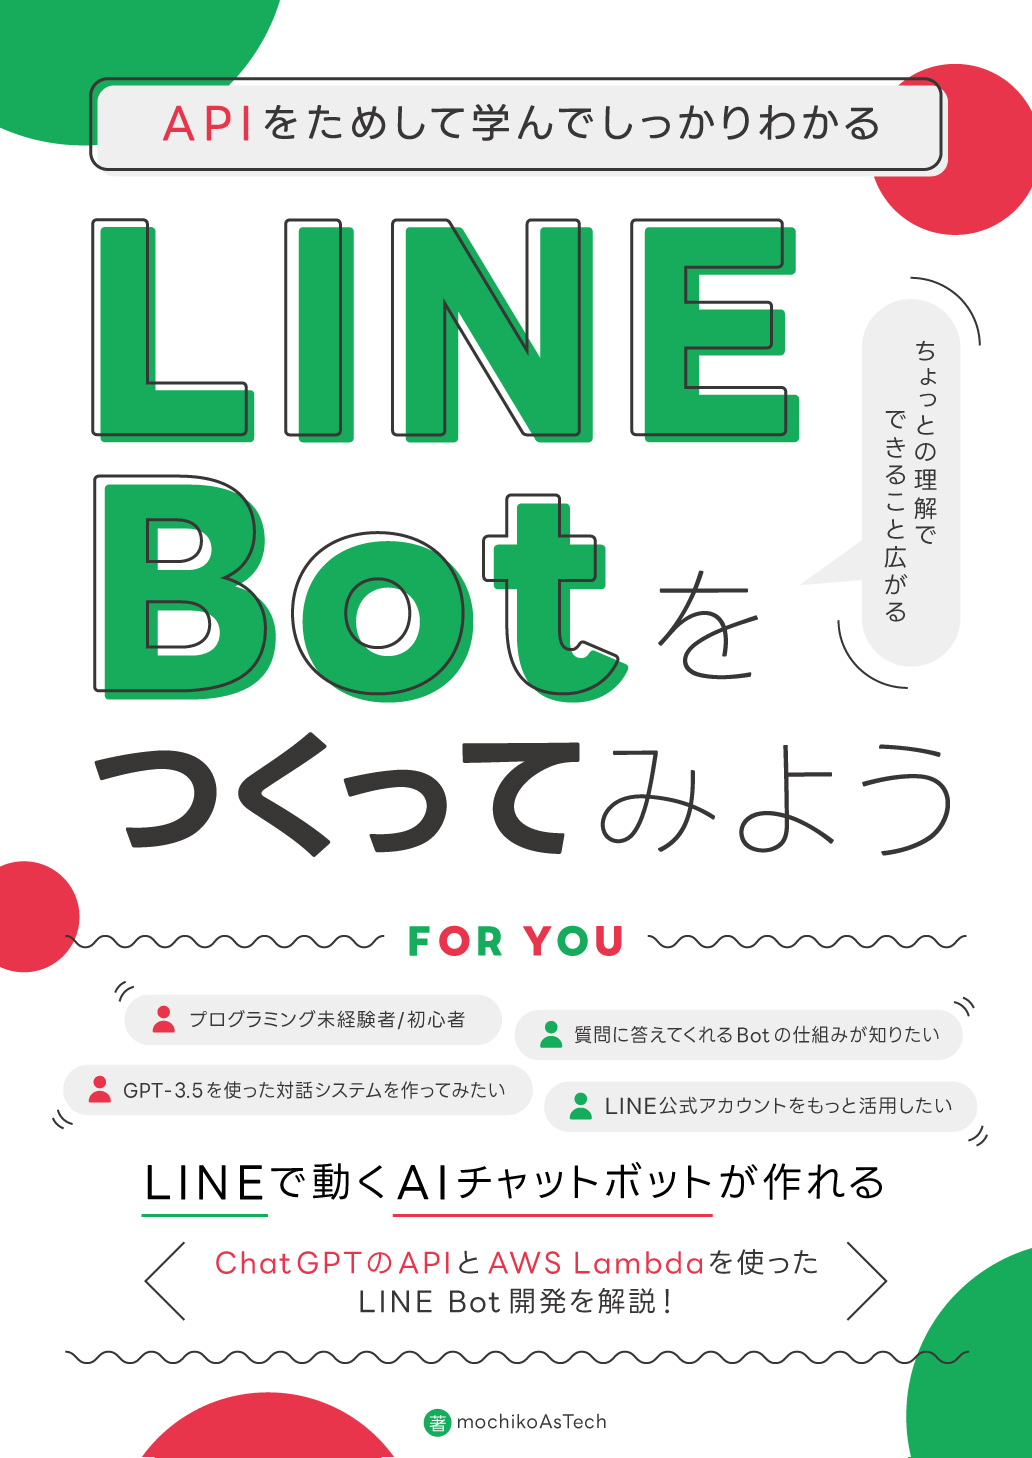 APIをためして学んでしっかりわかる
LINE
Botを
つくってみよう
ちょっとの理解で
できること広がる
FOR YOU
プログラミング未経験者/初心者
質問に答えてくれるBotの仕組みが知りたい
GPT-3.5を使った対話システムを作ってみたい
LINE公式アカウントをもっと活用したい
LINEで動くAIチャットボットが作れる
ChatGPTのAPIとAWS Lambdaを使った
LINE Bot 開発を解説！
著 mochikoAsTech